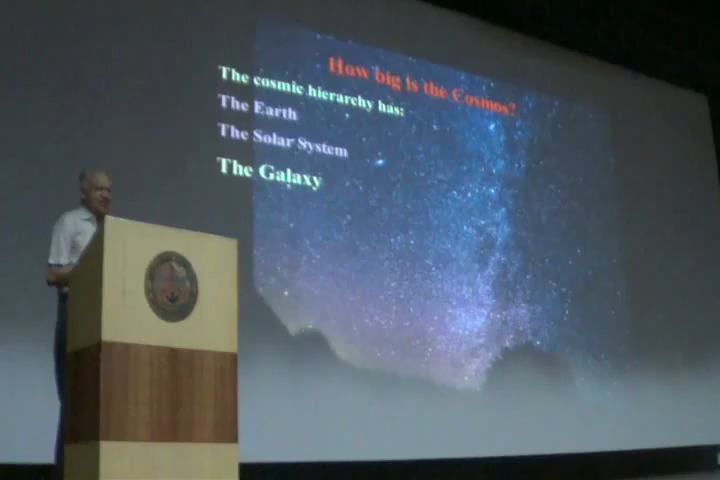 How big is the Cosmos?
The cosmic hierarchy has:
The Earth
The Solar System
The Galaxy